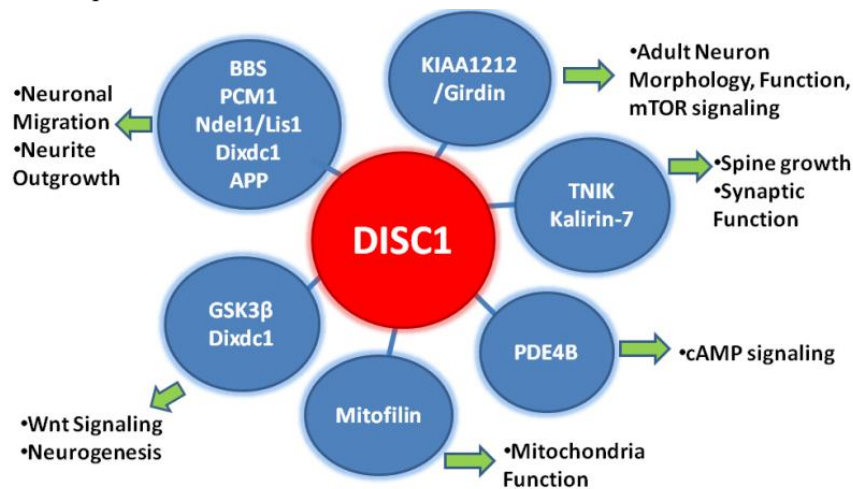 BBS
PCM1
Ndel1/Lis1
Dixdc1
APP
•Neuronal
Migration
•Neurite
Outgrowth
KIAA1212
/Girdin
•Adult Neuron
Morphology, Function,
mTOR signaling
TNIK
Kalirin-7
•Spine growth
•Synaptic
Function
DISC1
GSK3β
Dixdc1
•Wnt Signaling
•Neurogenesis
PDE4B
•cAMP signaling
Mitofilin
•Mitochondria
Function